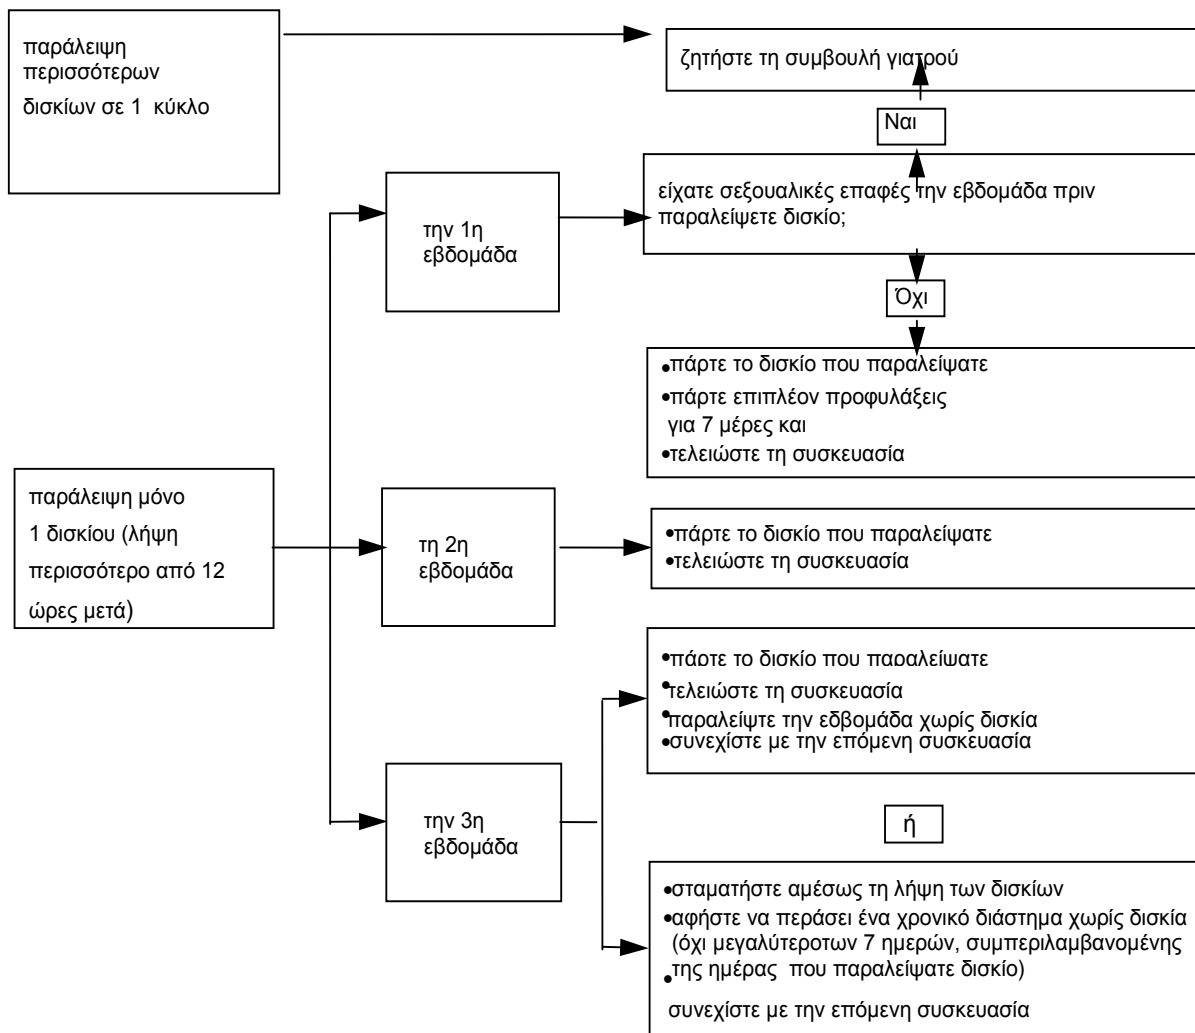 παράλειψη
περισσότερων
δισκίων σε 1 κύκλο
ζητήστε τη συμβουλή γιατρού
Ναι
είχατε σεξουαλικές επαφές την εβδομάδα πριν
παραλείψετε δισκίο;
την 1η
εβδομάδα
Όχι
•πάρτε το δισκίο που παραλείψατε
•πάρτε επιπλέον προφυλάξεις
για 7 μέρες και
•τελειώστε τη συσκευασία
παράλειψη μόνο
1 δισκίου (λήψη
περισσότερο από 12
ώρες μετά)
τη 2η
εβδομάδα
•πάρτε το δισκίο που παραλείψατε
•τελειώστε τη συσκευασία
την 3η
εβδομάδα
•πάρτε το δισκίο που παραλείψατε
•τελειώστε τη συσκευασία
•παραλείψτε την εδβομάδα χωρίς δισκία
•συνεχίστε με την επόμενη συσκευασία
ή
•σταματήστε αμέσως τη λήψη των δισκίων
•αφήστε να περάσει ένα χρονικό διάστημα χωρίς δισκία
(όχι μεγαλύτεροτων 7 ημερών, συμπεριλαμβανομένης
της ημέρας που παραλείψατε δισκίο)
•
συνεχίστε με την επόμενη συσκευασία